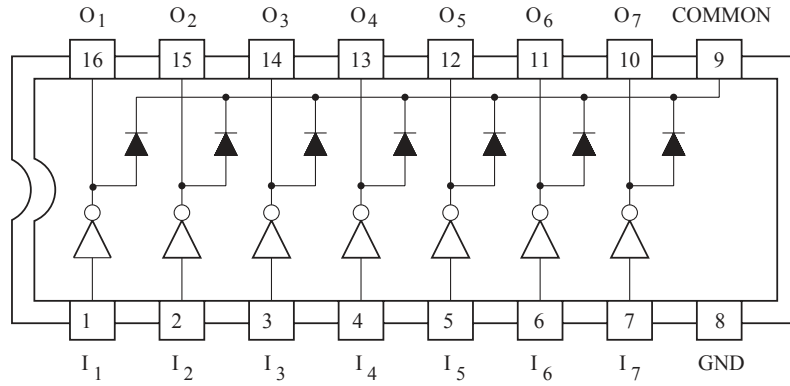 O1 O2 O3 O4 O5 O6 O7 COMMON
16 15 14 13 12 11 10 9
1 2 3 4 5 6 7 8
I1 I2 I3 I4 I5 I6 I7 GND